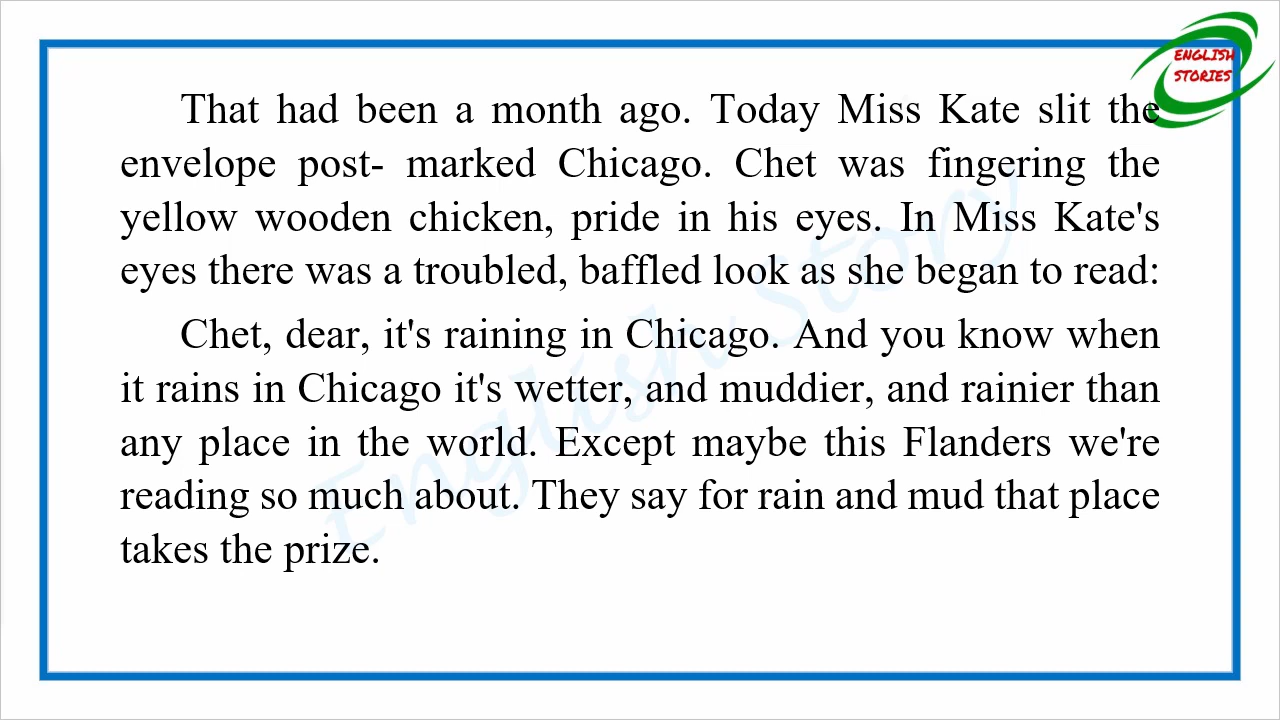 ENGLISH
STORIES
That had been a month ago. Today Miss Kate slit the
envelope post- marked Chicago. Chet was fingering the
yellow wooden chicken, pride in his eyes. In Miss Kate's
eyes there was a troubled, baffled look as she began to read:
Chet, dear, it's raining in Chicago. And you know when
it rains in Chicago it's wetter, and muddier, and rainier than
any place in the world. Except maybe this Flanders we're
reading so much about. They say for rain and mud that place
takes the prize.
English Story